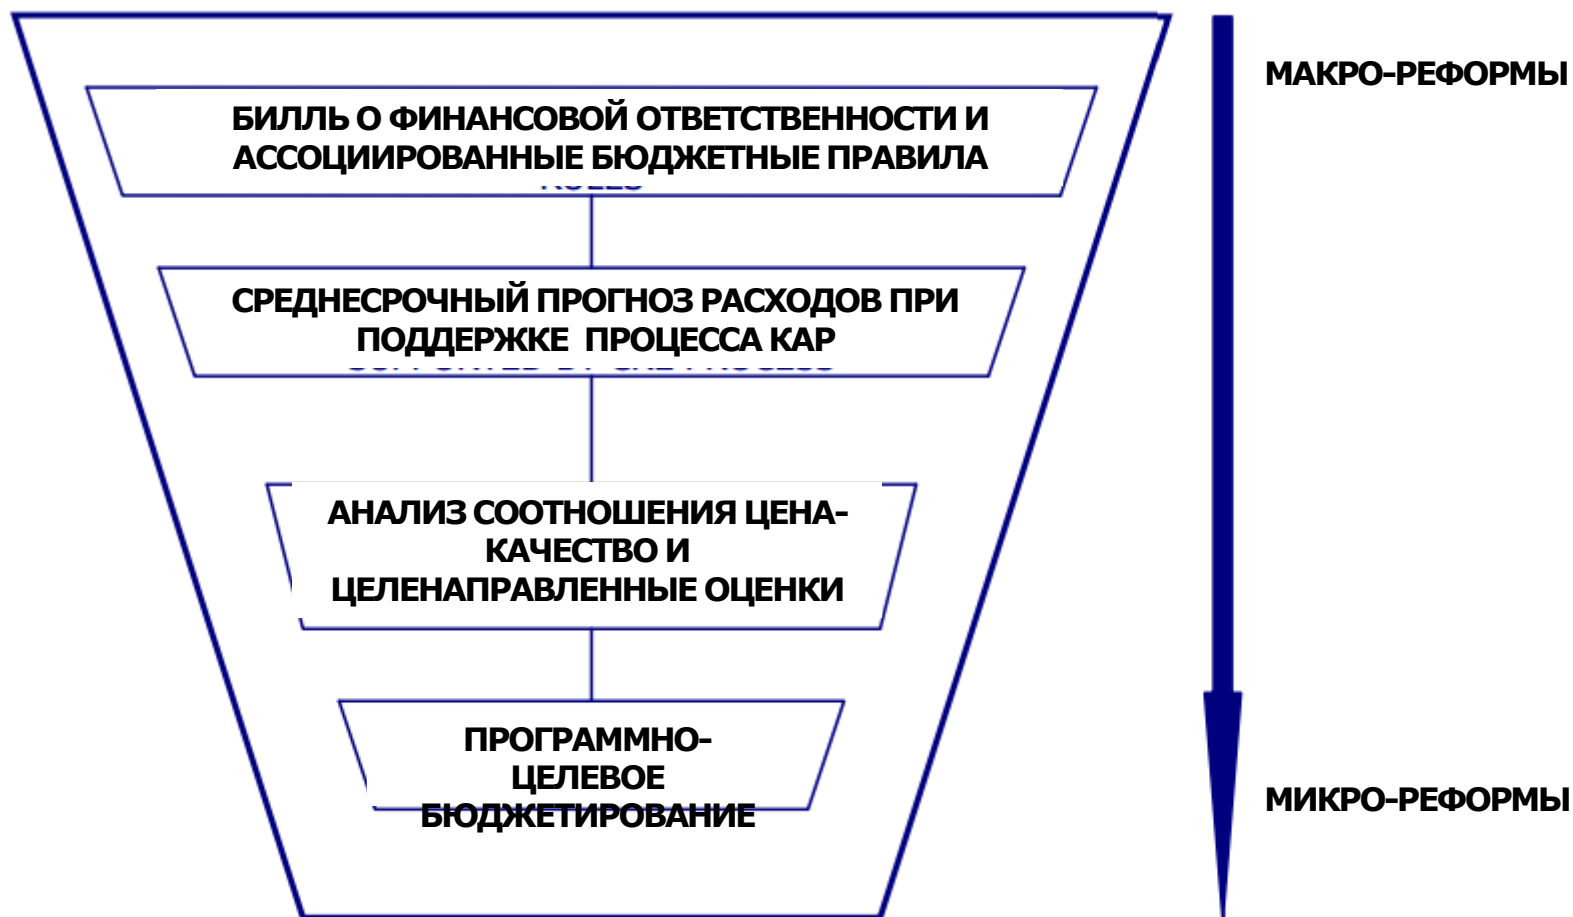 МАКРО-РЕФОРМЫ
БИЛЛЬ О ФИНАНСОВОЙ ОТВЕТСТВЕННОСТИ И
АССОЦИИРОВАННЫЕ БЮДЖЕТНЫЕ ПРАВИЛА
СРЕДНЕСРОЧНЫЙ ПРОГНОЗ РАСХОДОВ ПРИ
ПОДДЕРЖКЕ ПРОЦЕССА КАР
АНАЛИЗ СООТНОШЕНИЯ ЦЕНА-
КАЧЕСТВО И
ЦЕЛЕНАПРАВЛЕННЫЕ ОЦЕНКИ
ПРОГРАММНО-
ЦЕЛЕВОЕ
БЮДЖЕТИРОВАНИЕ
МИКРО-РЕФОРМЫ